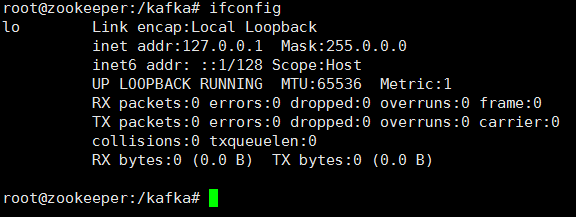 root@zookeeper:/kafka# ifconfig
lo        Link encap:Local Loopback
          inet addr:127.0.0.1  Mask:255.0.0.0
          inet6 addr: ::1/128 Scope:Host
          UP LOOPBACK RUNNING  MTU:65536  Metric:1
          RX packets:0 errors:0 dropped:0 overruns:0 frame:0
          TX packets:0 errors:0 dropped:0 overruns:0 carrier:0
          collisions:0 txqueuelen:0
          RX bytes:0 (0.0 B)  TX bytes:0 (0.0 B)
root@zookeeper:/kafka#